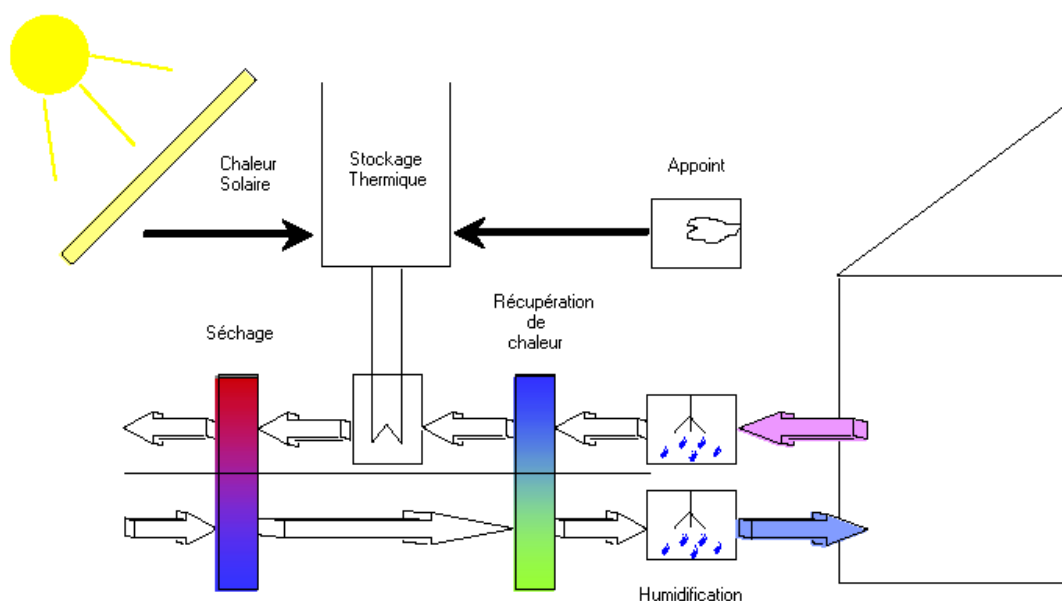 Chaleur
Solaire
Stockage
Thermique
Appoint
Séchage
Récupération
de
chaleur
Humidification